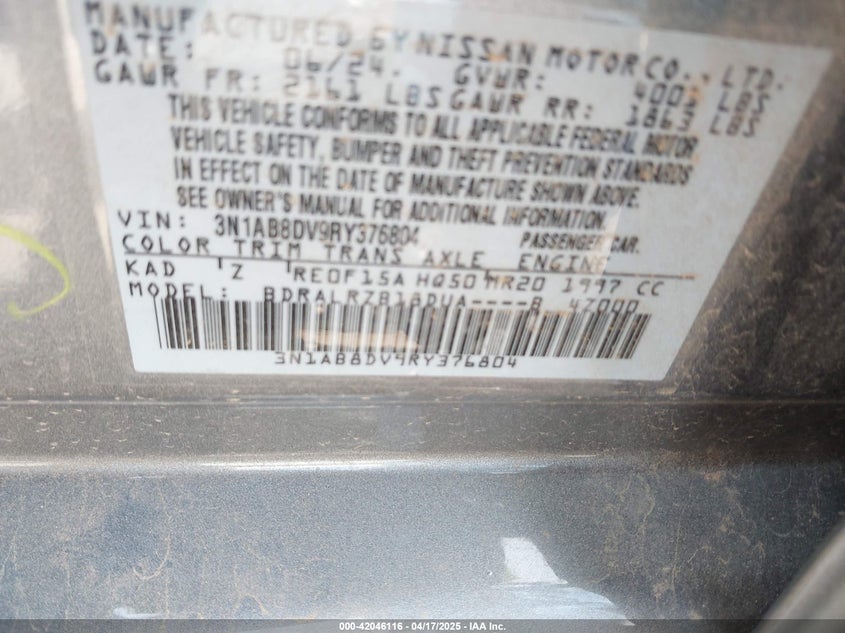 MANUFACTURED BY NISSAN MOTOR CO., LTD.
DATE: 06/24. GVWR: 4001 LBS
GAWR FR: 2161 LBS GAWR RR: 1863 LBS
THIS VEHICLE CONFORMS TO ALL APPLICABLE FEDERAL MOTOR
VEHICLE SAFETY, BUMPER AND THEFT PREVENTION STANDARDS
IN EFFECT ON THE DATE OF MANUFACTURE SHOWN ABOVE.
SEE OWNER'S MANUAL FOR ADDITIONAL INFORMATION.
VIN: 3N1AB8DV9RY376804 PASSENGER CAR.
COLOR TRIM TRANS AXLE ENGINE
KAD Z RE0F15A HQ50 MR20 1997 CC
MODEL: BDRALRZB18DUA----B 47000
3N1AB8DV9RY376804
000-42046116 - 04/17/2025 - IAA Inc.